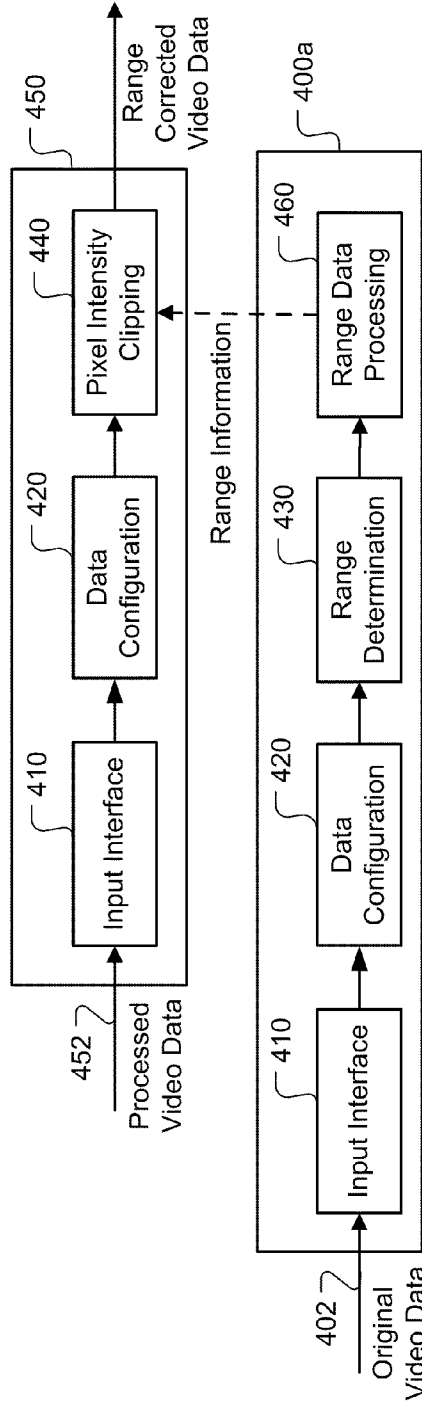 450
410
420
440
452
Processed
Video Data
Input Interface
Data
Configuration
Pixel Intensity
Clipping
Range
Corrected
Video Data
Range Information
400a
410
420
430
460
402
Original
Video Data
Input Interface
Data
Configuration
Range
Determination
Range Data
Processing